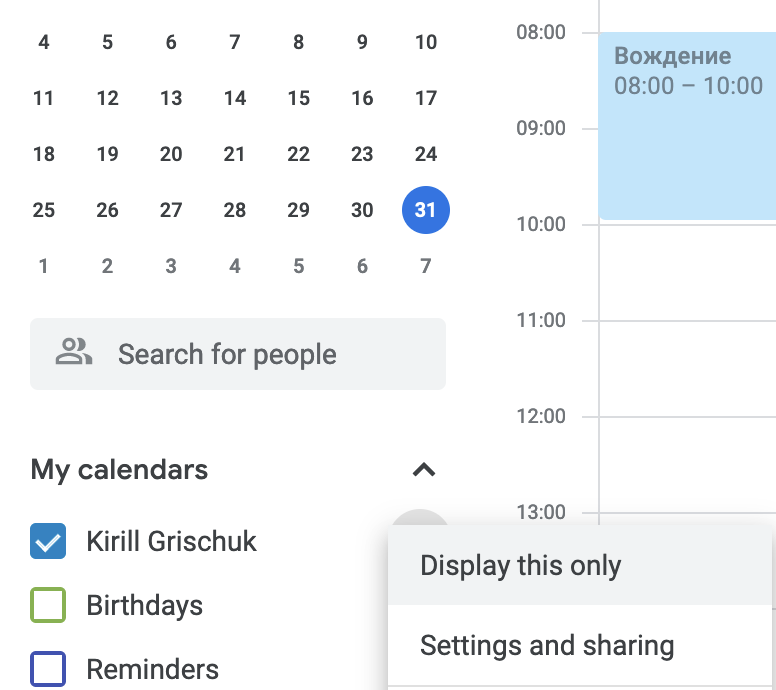 4 5 6 7 8 9 10
11 12 13 14 15 16 17
18 19 20 21 22 23 24
25 26 27 28 29 30 31
1 2 3 4 5 6 7
Search for people
My calendars
Kirill Grischuk
Birthdays
Reminders
08:00
Вождение
08:00 – 10:00
09:00
10:00
11:00
12:00
13:00
Display this only
Settings and sharing